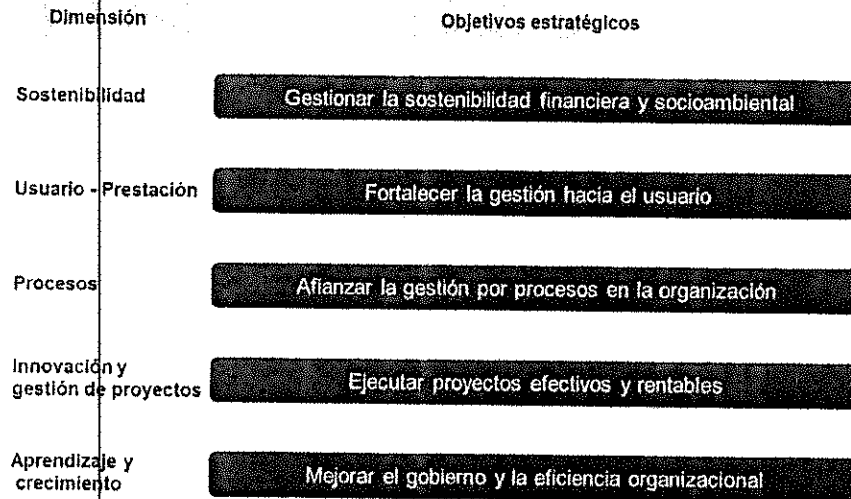 Dimensión
Objetivos estratégicos
Sostenibilidad
Gestionar la sostenibilidad financiera y socioambiental
Usuario - Prestación
Fortalecer la gestión hacia el usuario
Procesos
Afianzar la gestión por procesos en la organización
Innovación y
gestión de proyectos
Ejecutar proyectos efectivos y rentables
Aprendizaje y
crecimiento
Mejorar el gobierno y la eficiencia organizacional